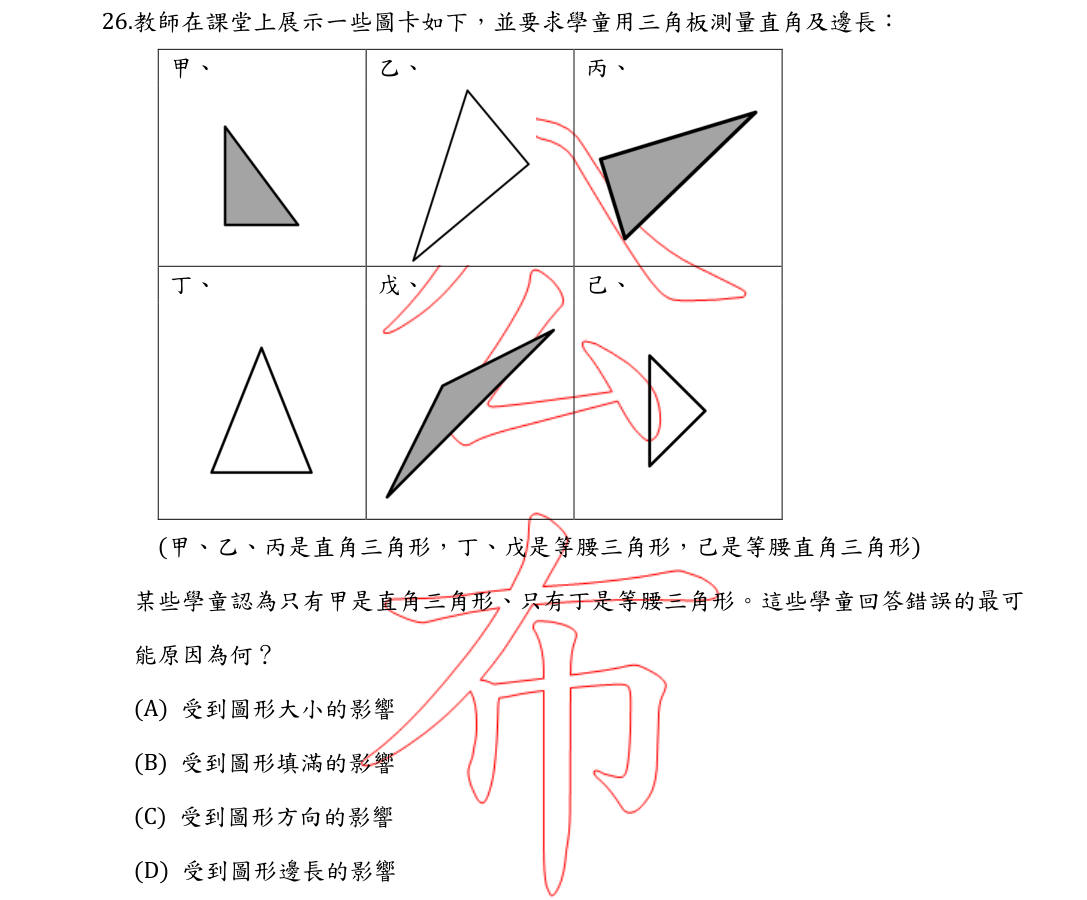 26.教師在課堂上展示一些圖卡如下，並要求學童用三角板測量直角及邊長：
甲、 乙、 丙、
丁、 戊、 己、
(甲、乙、丙是直角三角形，丁、戊是等腰三角形，己是等腰直角三角形)
某些學童認為只有甲是直角三角形、只有丁是等腰三角形。這些學童回答錯誤的最可
能原因為何？
(A) 受到圖形大小的影響
(B) 受到圖形填滿的影響
(C) 受到圖形方向的影響
(D) 受到圖形邊長的影響
公
布